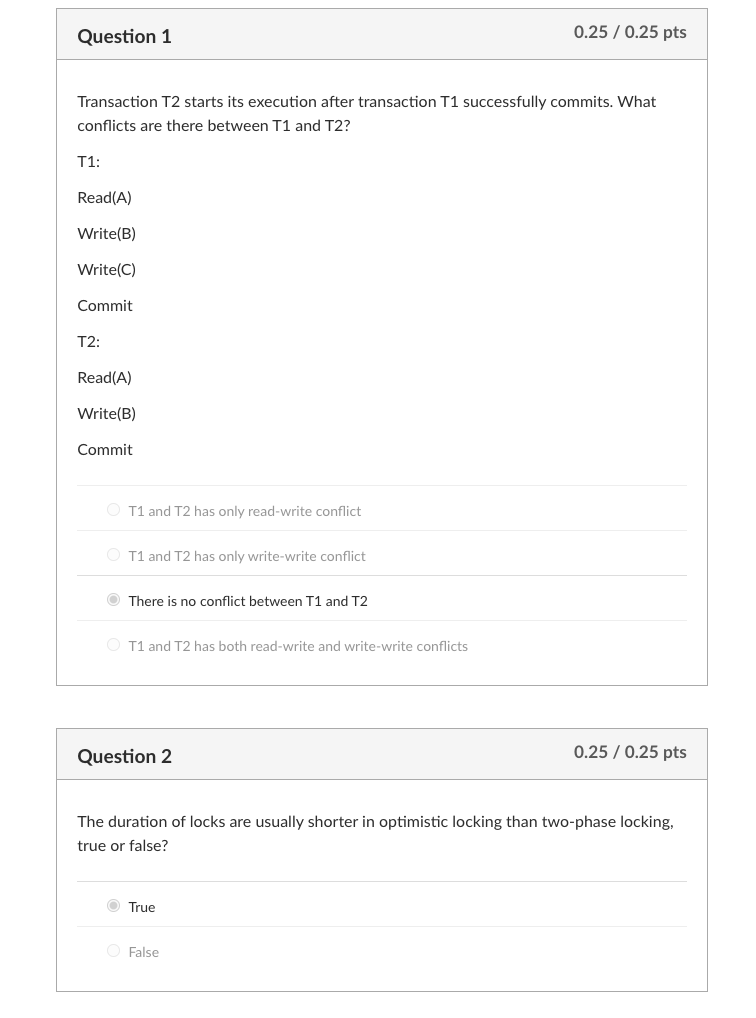 Question 1
0.25 / 0.25 pts
Transaction T2 starts its execution after transaction T1 successfully commits. What
conflicts are there between T1 and T2?
T1:
Read(A)
Write(B)
Write(C)
Commit
T2:
Read(A)
Write(B)
Commit
T1 and T2 has only read-write conflict
T1 and T2 has only write-write conflict
There is no conflict between T1 and T2
T1 and T2 has both read-write and write-write conflicts
Question 2
0.25 / 0.25 pts
The duration of locks are usually shorter in optimistic locking than two-phase locking,
true or false?
True
False